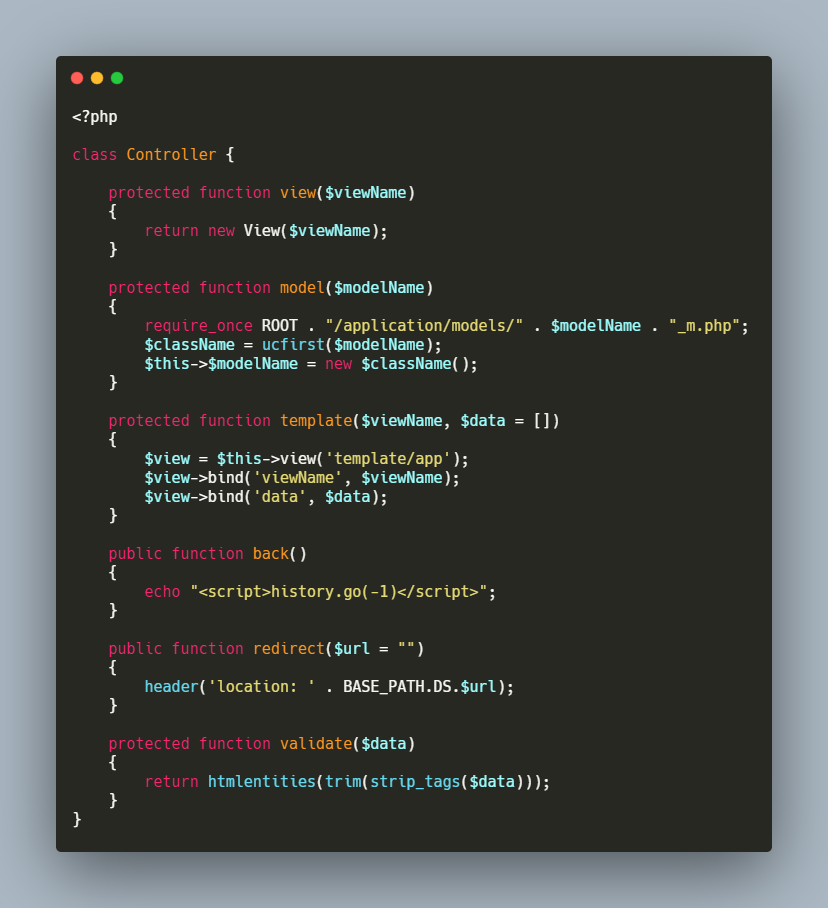 <?php
class Controller {
    protected function view($viewName)
    {
        return new View($viewName);
    }
    protected function model($modelName)
    {
        require_once ROOT . "/application/models/" . $modelName . "_m.php";
        $className = ucfirst($modelName);
        $this->$modelName = new $className();
    }
    protected function template($viewName, $data = [])
    {
        $view = $this->view('template/app');
        $view->bind('viewName', $viewName);
        $view->bind('data', $data);
    }
    public function back()
    {
        echo "<script>history.go(-1)</script>";
    }
    public function redirect($url = "")
    {
        header('location: ' . BASE_PATH.DS.$url);
    }
    protected function validate($data)
    {
        return htmlentities(trim(strip_tags($data)));
    }
}